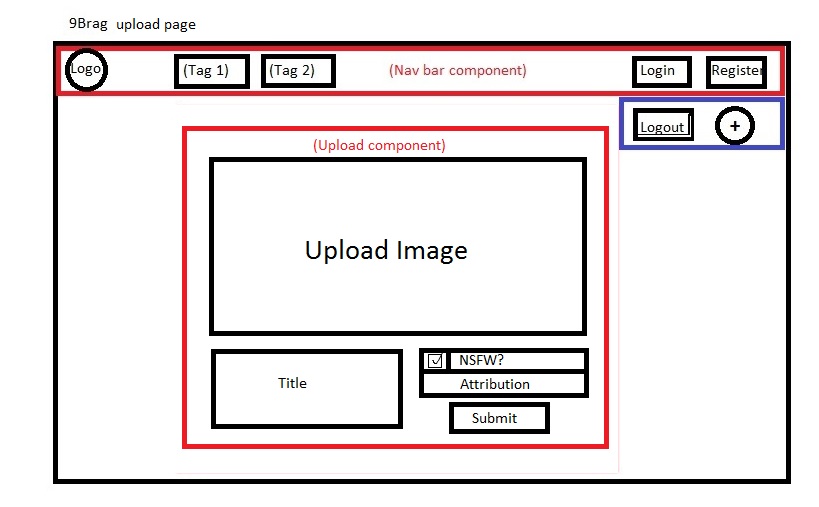 9Brag upload page
Logo (Tag 1) (Tag 2) (Nav bar component) Login Register
Logout +
(Upload component)
Upload Image
NSFW?
Title Attribution
Submit